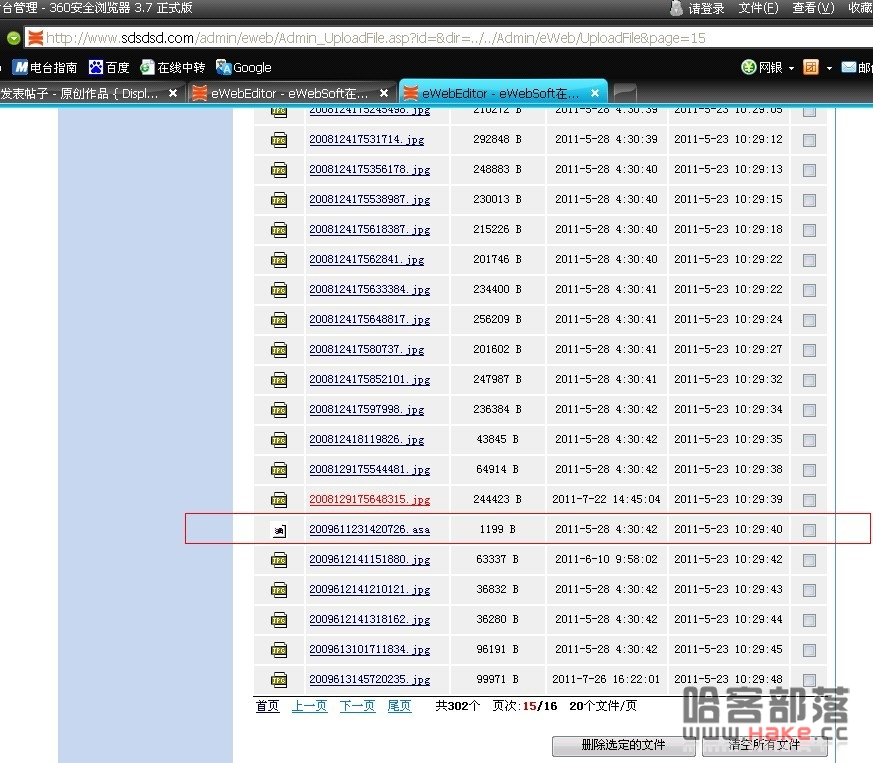 台管理 - 360安全浏览器 3.7 正式版 请登录 文件(F) 查看(V) 收藏
http://www.sdsdsd.com/admin/eweb/Admin_UploadFile.asp?id=&dir=../../Admin/eWeb/UploadFile&page=15
电台指南 百度 在线中转 Google 网银 团 邮
发表帖子 - 原创作品 { Displ... eWebEditor - eWebSoft在... eWebEditor - eWebSoft在...
2008124175245498.jpg 210272 B 2011-5-28 4:30:39 2011-5-23 10:29:05
200812417531714.jpg 292848 B 2011-5-28 4:30:39 2011-5-23 10:29:12
2008124175356178.jpg 248883 B 2011-5-28 4:30:40 2011-5-23 10:29:13
2008124175538987.jpg 230013 B 2011-5-28 4:30:40 2011-5-23 10:29:15
2008124175618387.jpg 215226 B 2011-5-28 4:30:40 2011-5-23 10:29:18
200812417562841.jpg 201746 B 2011-5-28 4:30:40 2011-5-23 10:29:22
2008124175633384.jpg 234400 B 2011-5-28 4:30:41 2011-5-23 10:29:22
2008124175648817.jpg 256209 B 2011-5-28 4:30:41 2011-5-23 10:29:24
200812417580737.jpg 201602 B 2011-5-28 4:30:41 2011-5-23 10:29:27
2008124175852101.jpg 247987 B 2011-5-28 4:30:41 2011-5-23 10:29:32
200812417597998.jpg 236384 B 2011-5-28 4:30:42 2011-5-23 10:29:34
200812418119826.jpg 43845 B 2011-5-28 4:30:42 2011-5-23 10:29:35
2008129175544481.jpg 64914 B 2011-5-28 4:30:42 2011-5-23 10:29:38
2008129175648315.jpg 244423 B 2011-7-22 14:45:04 2011-5-23 10:29:39
2009611231420726.asa 1199 B 2011-5-28 4:30:42 2011-5-23 10:29:40
2009612141151880.jpg 63337 B 2011-6-10 9:58:02 2011-5-23 10:29:42
2009612141210121.jpg 36832 B 2011-5-28 4:30:42 2011-5-23 10:29:43
2009612141318162.jpg 36280 B 2011-5-28 4:30:42 2011-5-23 10:29:44
2009613101711834.jpg 96191 B 2011-5-28 4:30:42 2011-5-23 10:29:45
2009613145720235.jpg 99971 B 2011-7-26 16:22:01 2011-5-23 10:29:48
首页 上一页 下一页 尾页 共302个 页次:15/16 20个文件/页
删除选定的文件 清空所有文件
哈客部落
www.Hake.cc